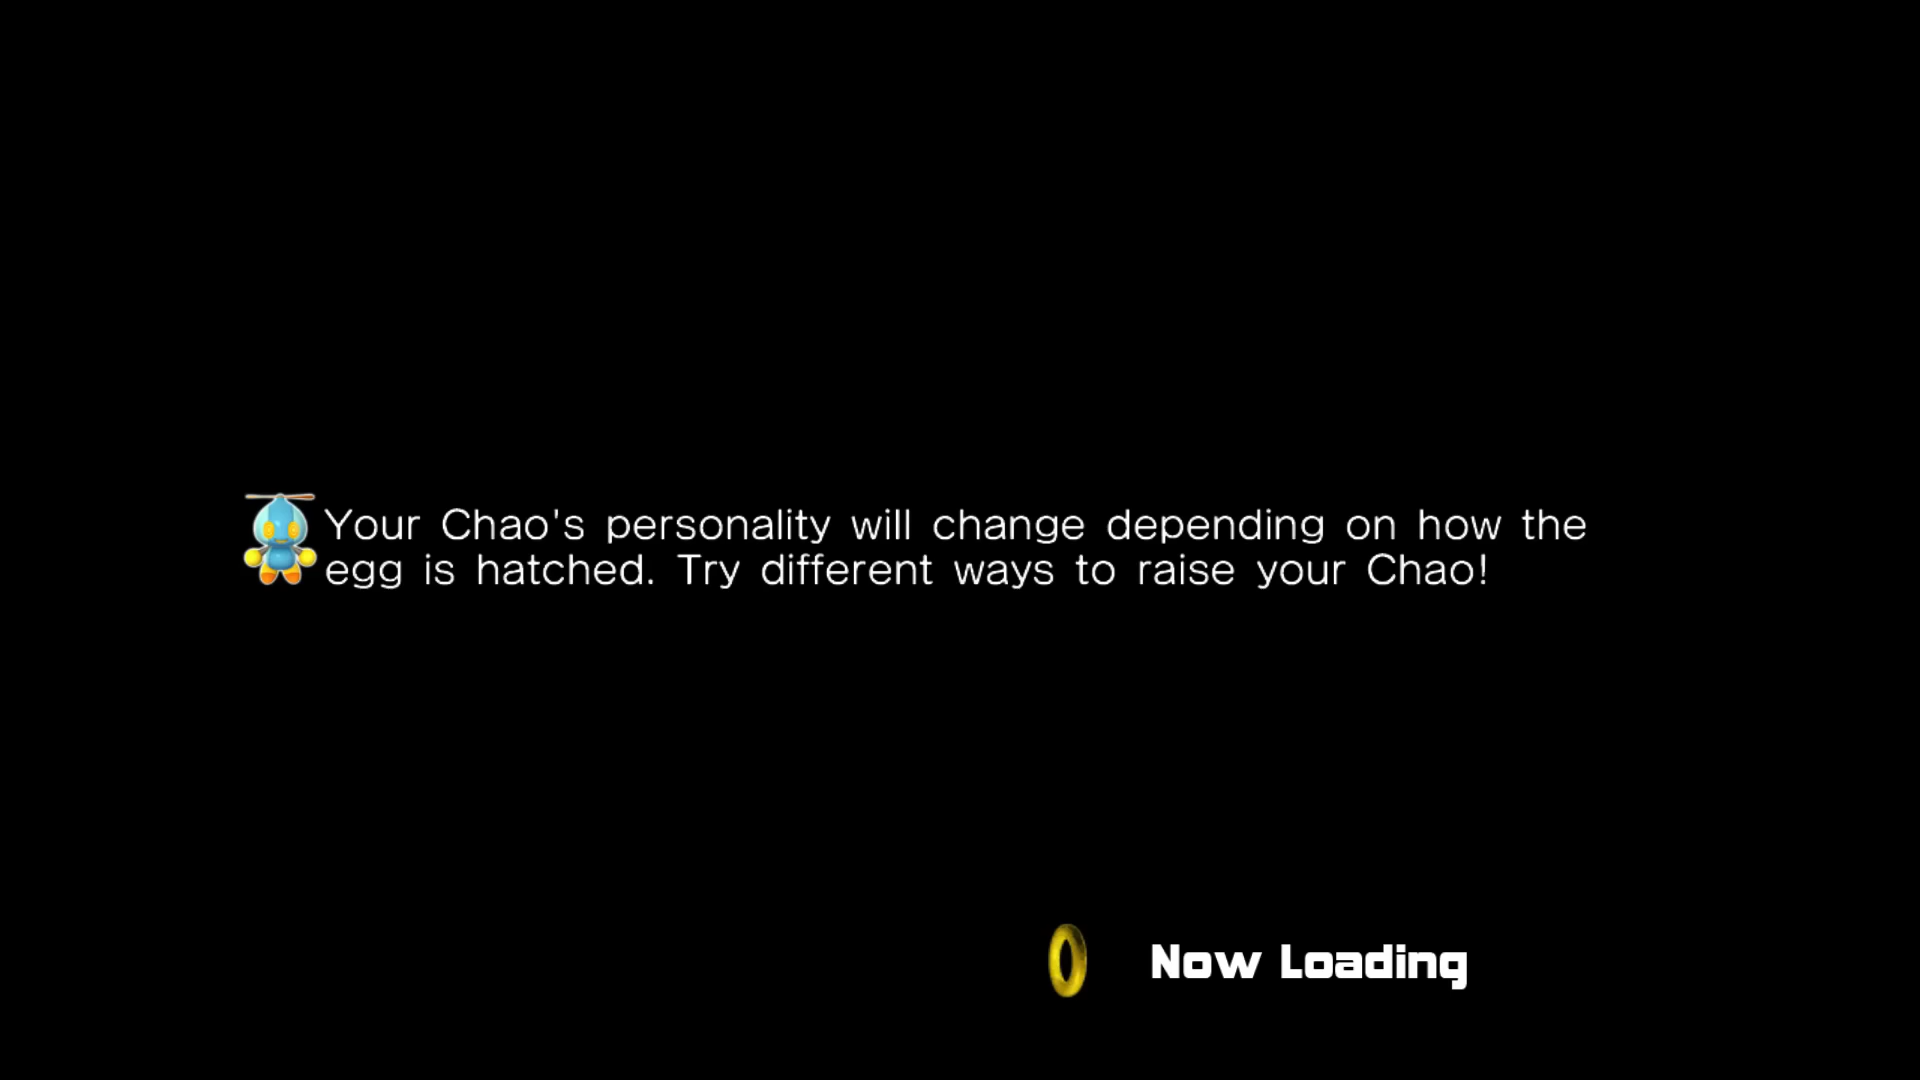 Your Chao's personality will change depending on how the
egg is hatched. Try different ways to raise your Chao!
Now Loading